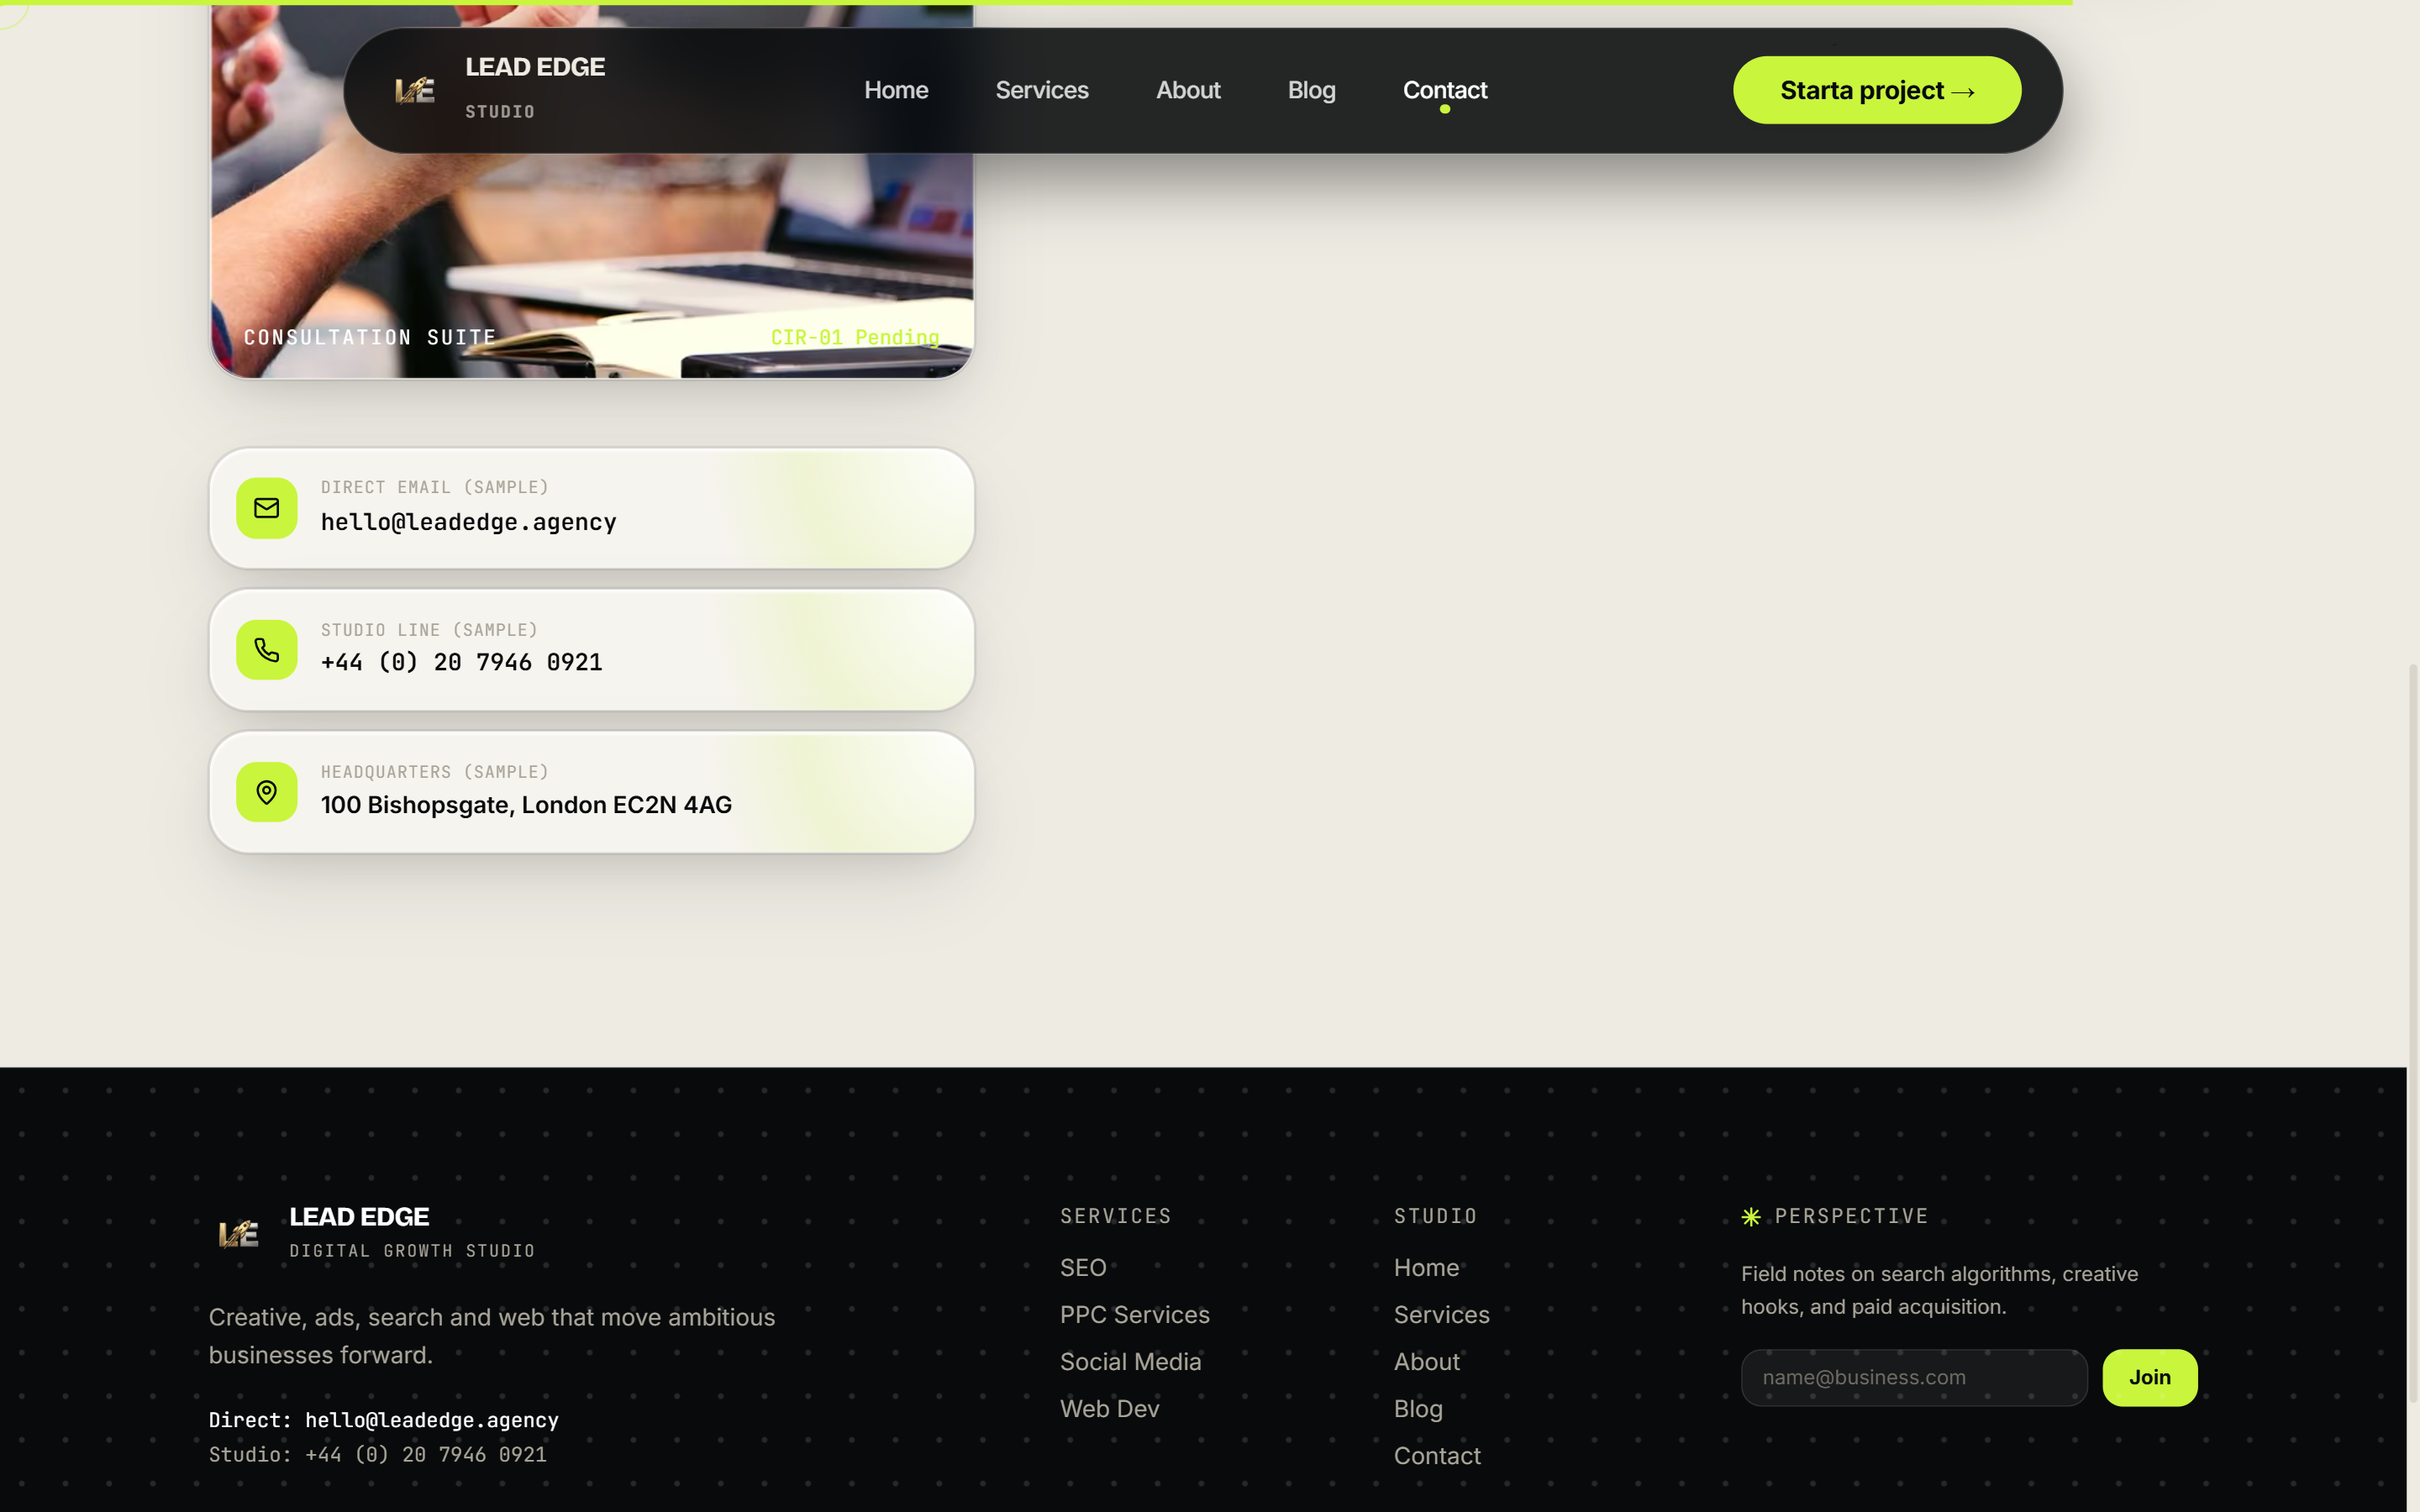 LEAD EDGE
STUDIO
Home
Services
About
Blog
Contact
Starta project →
CONSULTATION SUITE
CIR-01 Pending
DIRECT EMAIL (SAMPLE)
hello@leadedge.agency
STUDIO LINE (SAMPLE)
+44 (0) 20 7946 0921
HEADQUARTERS (SAMPLE)
100 Bishopsgate, London EC2N 4AG
LE
LEAD EDGE
DIGITAL GROWTH STUDIO
Creative, ads, search and web that move ambitious
businesses forward.
Direct: hello@leadedge.agency
Studio: +44 (0) 20 7946 0921
SERVICES
SEO
PPC Services
Social Media
Web Dev
STUDIO
Home
Services
About
Blog
Contact
PERSPECTIVE
Field notes on search algorithms, creative
hooks, and paid acquisition.
name@business.com
Join